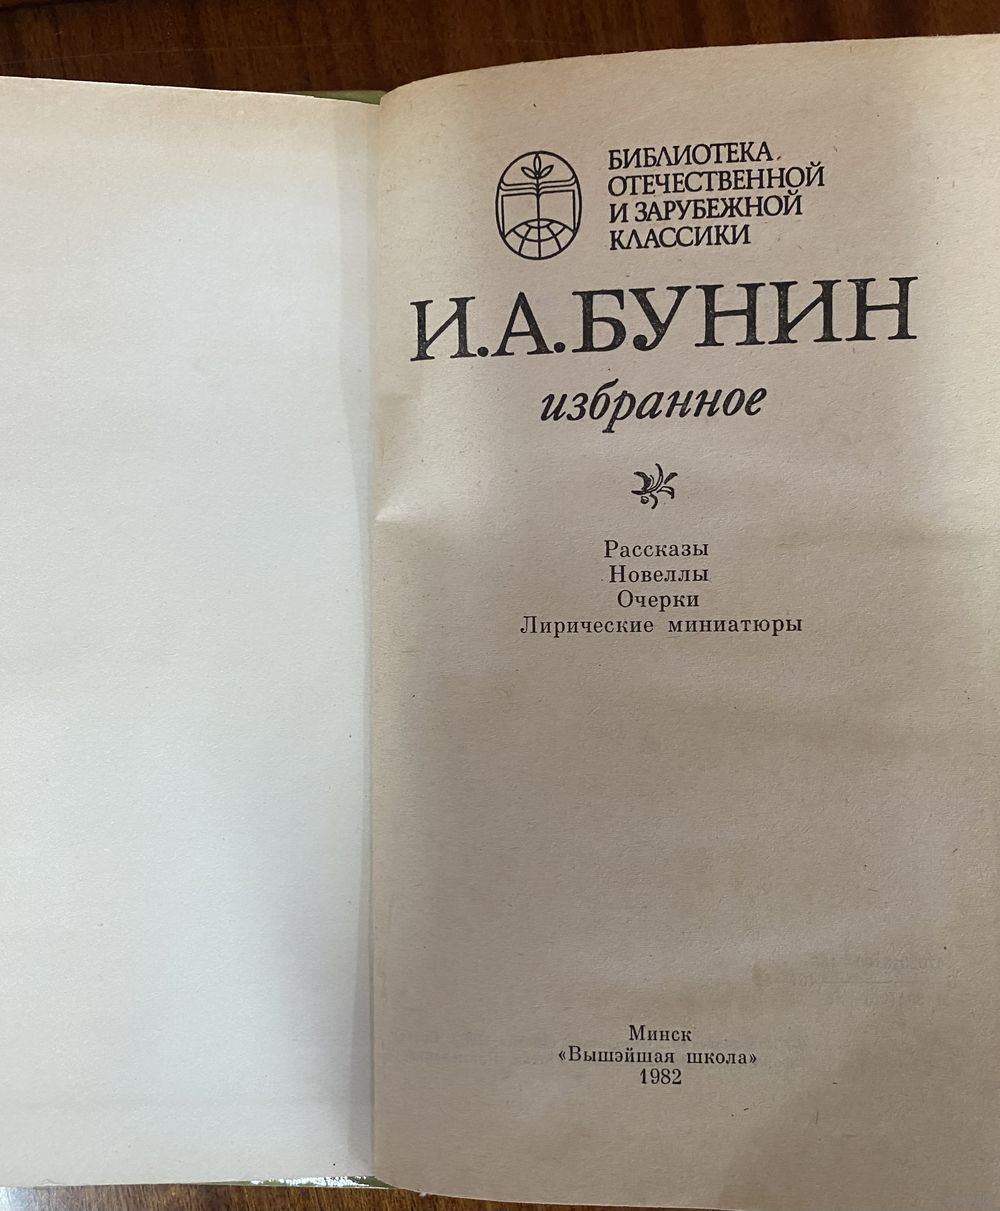 БИБЛИОТЕКА
ОТЕЧЕСТВЕННОЙ
И ЗАРУБЕЖНОЙ
КЛАССИКИ
И.А.БУНИН
избранное
Рассказы
Новеллы
Очерки
Лирические миниатюры
Минск
«Вышэйшая школа»
1982